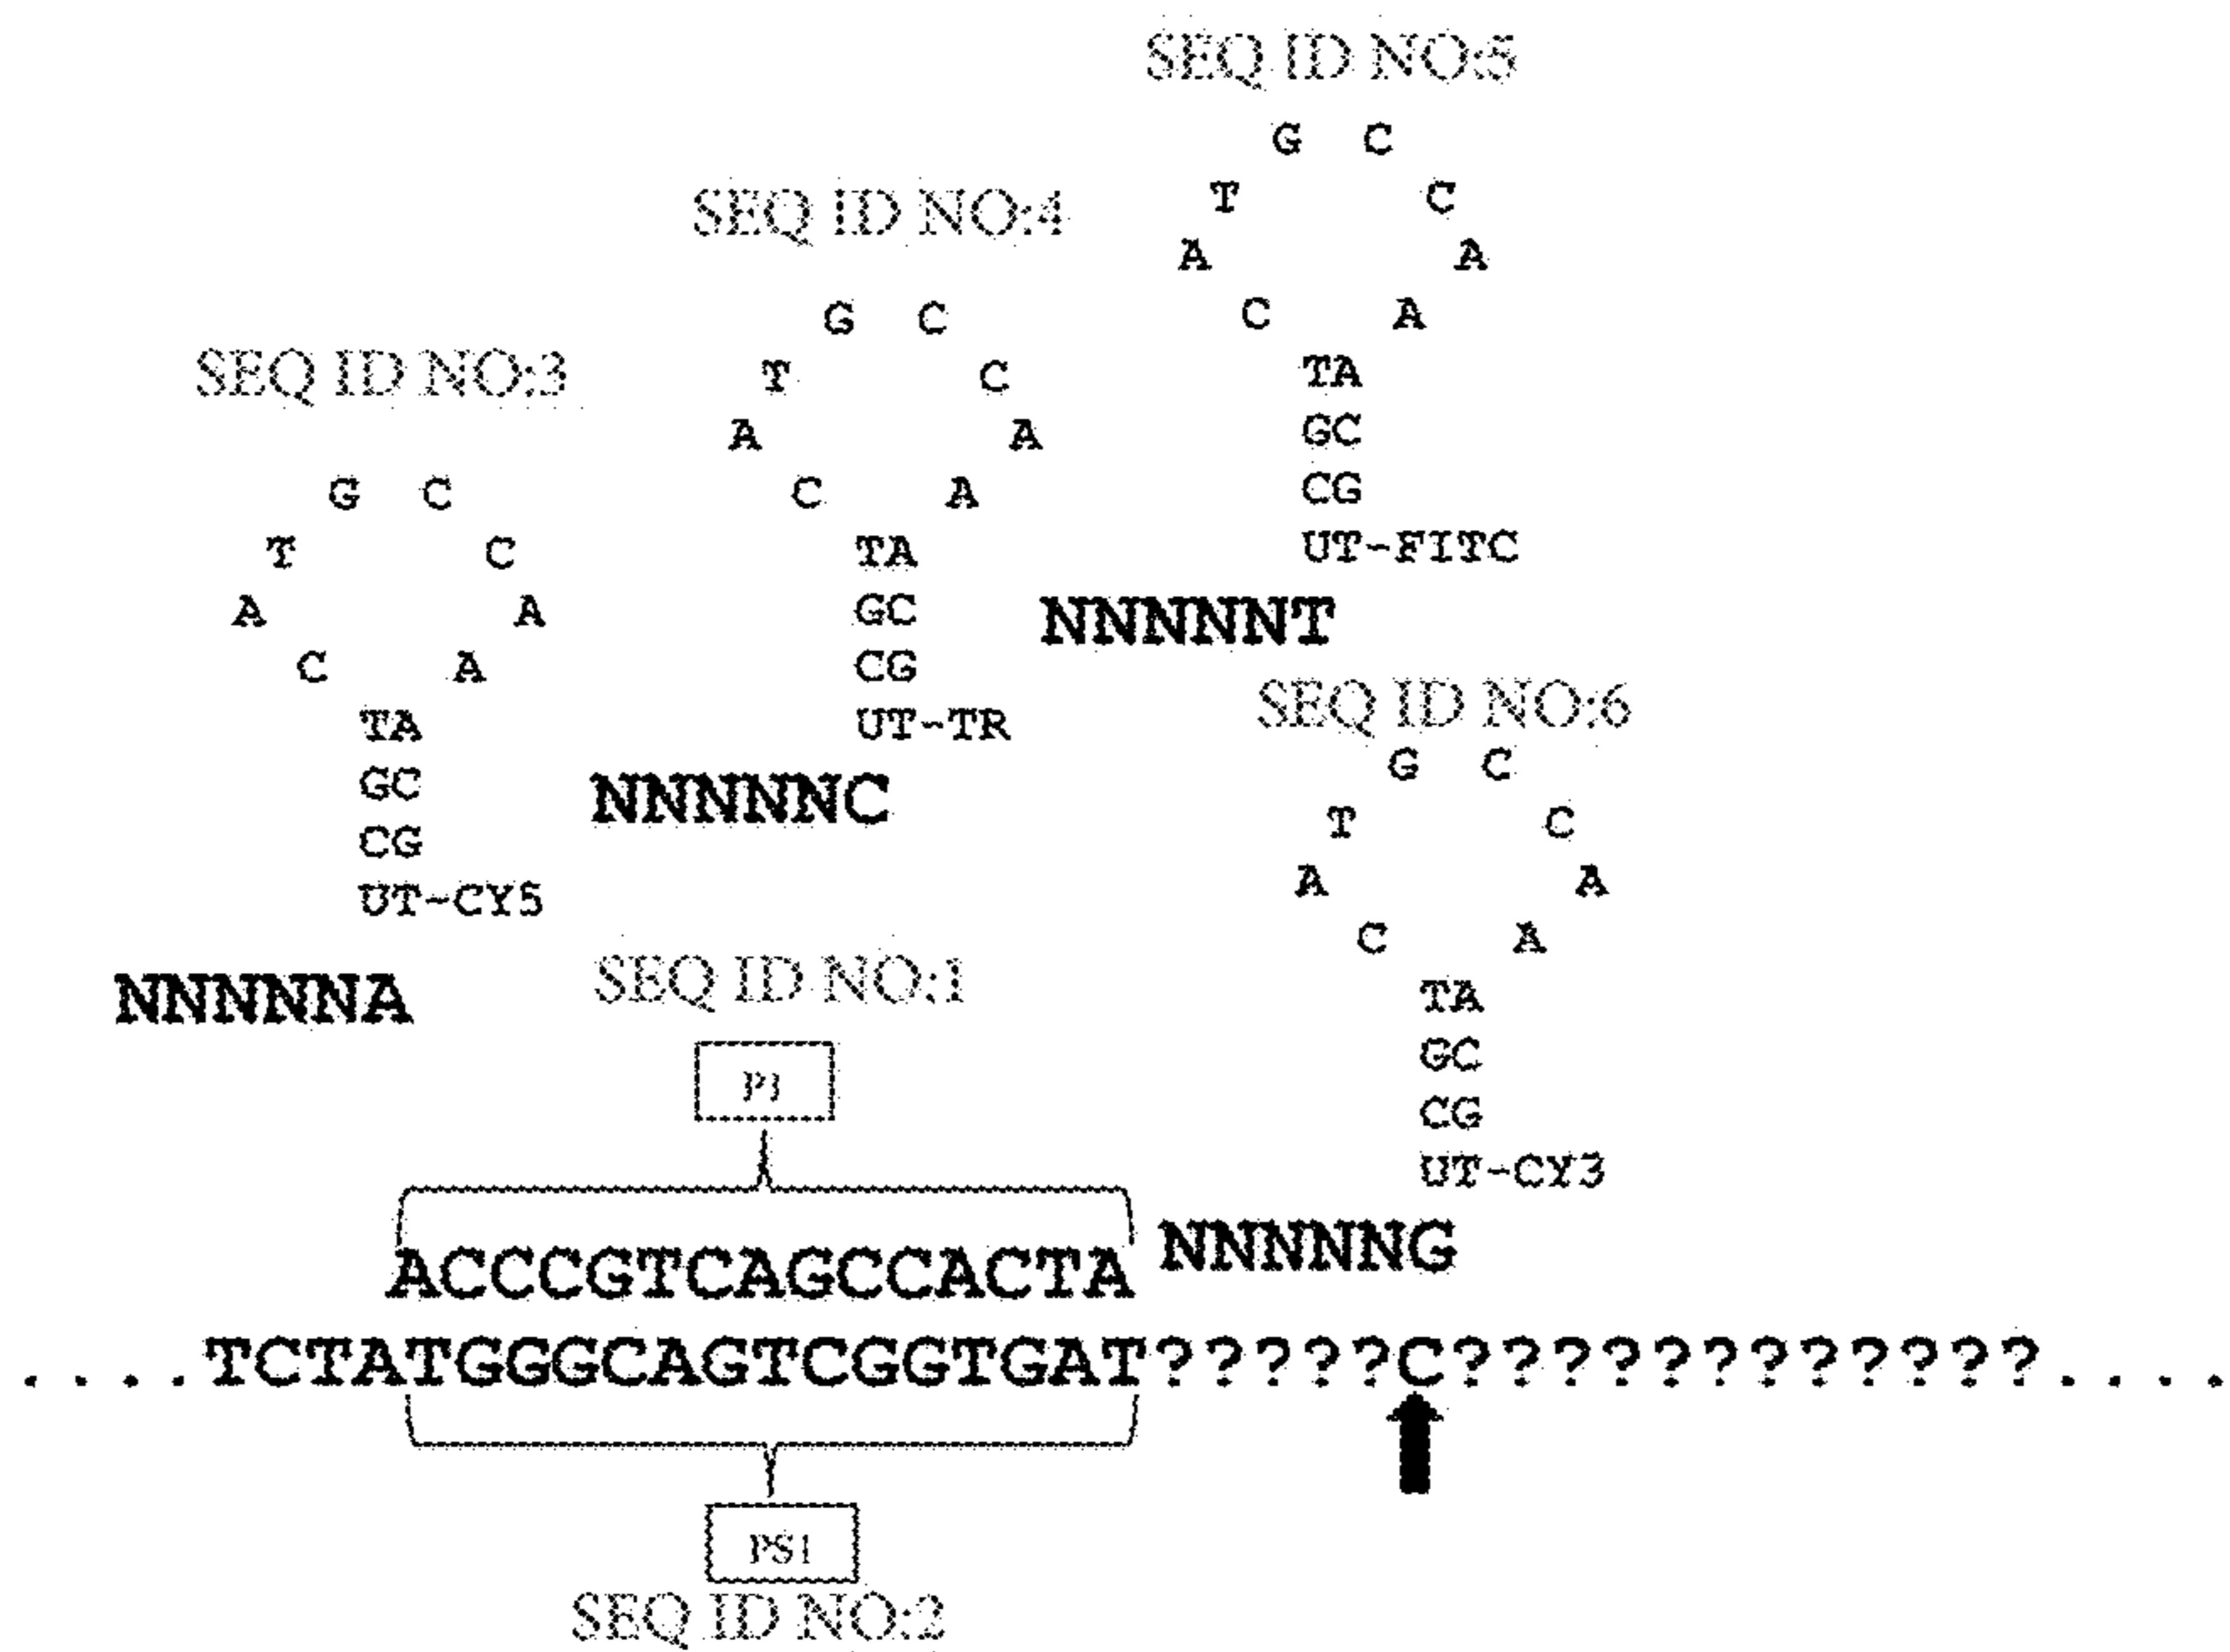 SEQ ID NO:5
G C
T C
A A
C A
TA
GC
CG
UT-FITC
NNNNNT
SEQ ID NO:4
G C
T C
A A
C A
TA
GC
CG
UT-TR
NNNNNC
SEQ ID NO:3
G C
T C
A A
C A
TA
GC
CG
UT-CY5
NNNNNA
SEQ ID NO:6
G C
T C
A A
C A
TA
GC
CG
UT-CY3
NNNNNG
SEQ ID NO:1
P1
ACCCGTCAGCCACTA
....TCTATGGGCAGTCGGTGAT?????C????????????....
PS1
SEQ ID NO:2